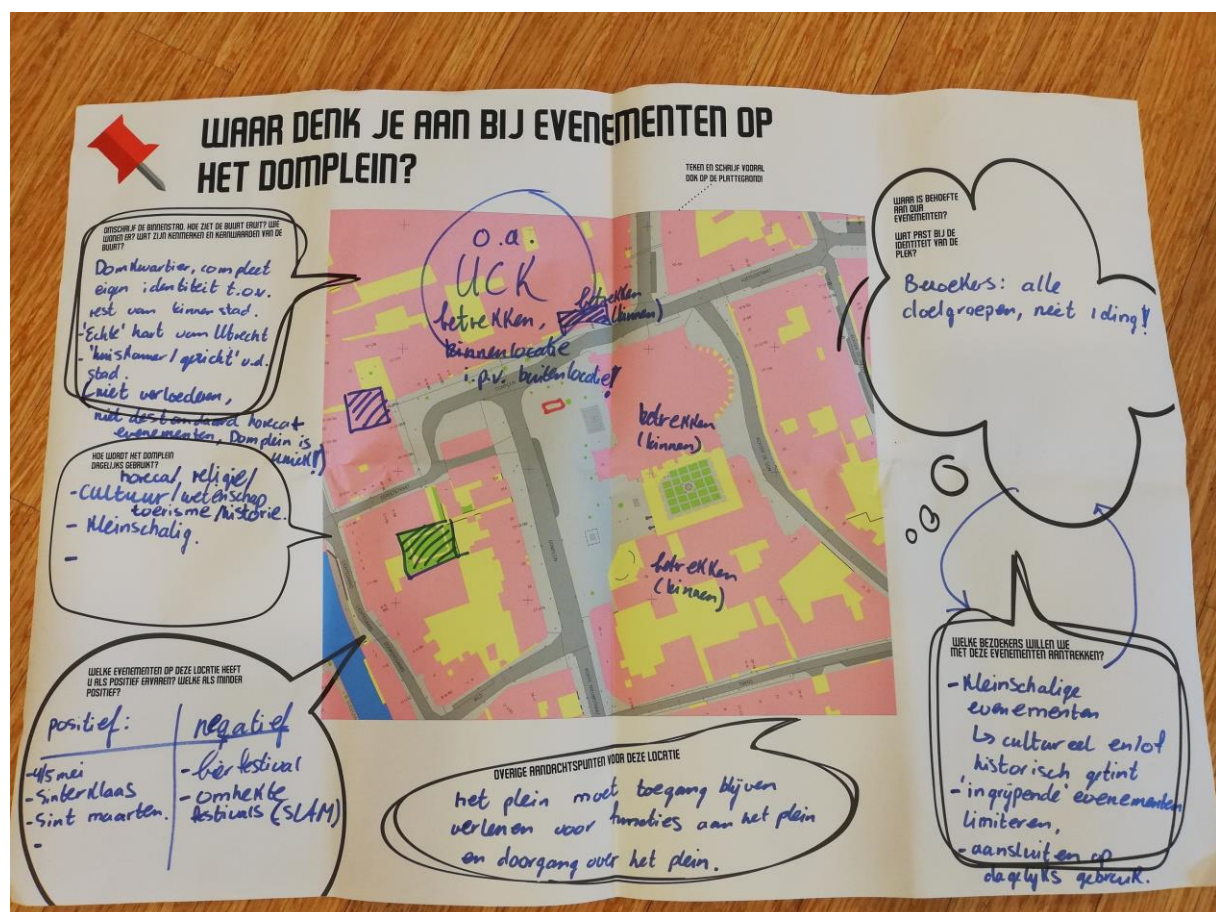 WAAR DENK JE AAN BIJ EVENEMENTEN OP
HET DOMPLEIN?
TEKEN EN SCHRIJF VOORAL
OOK OP DE PLATTEGROND!
OMSCHRIJF DE BINNENSTAD. HOE ZIET DE BUURT ERUIT? WIE
WONEN ER? WAT ZIJN KENMERKEN EN KERNWAARDEN VAN DE
BUURT?
Domkwartier, compleet
eigen identiteit t.o.v.
rest van binnenstad.
-'Echte' hart van Utrecht
-'huiskamer/gezicht' v.d.
stad.
niet verloederen,
niet de standaard horeca+
evenementen, Domplein is
uniek!)
HOE WORDT HET DOMPLEIN
DAGELIJKS GEBRUIKT?
horeca/ religie/
- Cultuur/wetenschap
toerisme/historie.
- Kleinschalig.
-
WELKE EVENEMENTEN OP DEZE LOCATIE HEEFT
U ALS POSITIEF ERVAREN? WELKE ALS MINDER
POSITIEF?
positief:
-4/5 mei
-Sinterklaas
-Sint maarten.
-
negatief
- bierfestival
- omhekte
festivals (SLAM)
o.a.
UCK
betrekken,
binnenlocatie
i.p.v. buitenlocatie!
betrekken
(binnen)
betrekken
(binnen)
betrekken
(binnen)
OVERIGE AANDACHTSPUNTEN VOOR DEZE LOCATIE
het plein moet toegang blijven
verlenen voor functies aan het plein
en doorgang over het plein.
WAAR IS BEHOEFTE
AAN QUA
EVENEMENTEN?
WAT PAST BIJ DE
IDENTITEIT VAN DE
PLEK?
Bezoekers: alle
doelgroepen, niet 1 ding!
WELKE BEZOEKERS WILLEN WE
MET DEZE EVENEMENTEN AANTREKKEN?
- Kleinschalige
evenementen
↳ cultureel en/of
historisch getint
-'ingrijpende' evenementen
limiteren,
- aansluiten op
dagelijks gebruik.